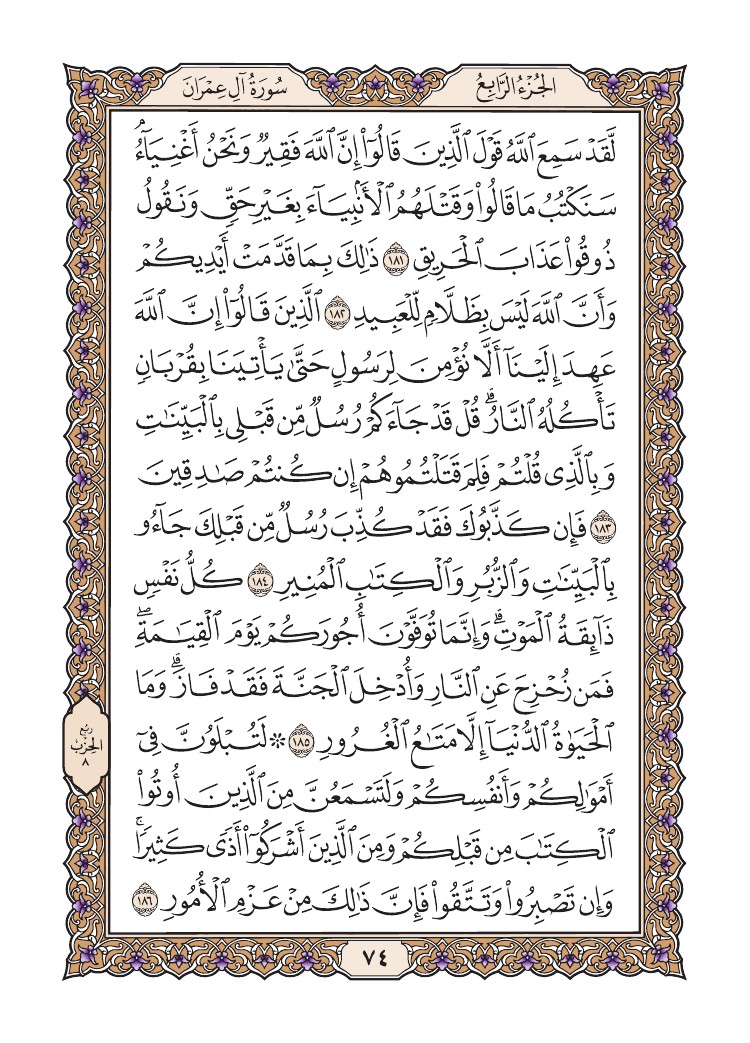 الجُزءُ الرَّابِعُ
سُورَةُ آلِ عِمْرَانَ
لَّقَدْ سَمِعَ ٱللَّهُ قَوْلَ ٱلَّذِينَ قَالُوٓاْ إِنَّ ٱللَّهَ فَقِيرٌ وَنَحْنُ أَغْنِيَآءُۘ
سَنَكْتُبُ مَا قَالُواْ وَقَتْلَهُمُ ٱلْأَنۢبِيَآءَ بِغَيْرِ حَقٍّ وَنَقُولُ
ذُوقُواْ عَذَابَ ٱلْحَرِيقِ ١٨١ ذَٰلِكَ بِمَا قَدَّمَتْ أَيْدِيكُمْ
وَأَنَّ ٱللَّهَ لَيْسَ بِظَلَّامٍ لِّلْعَبِيدِ ١٨٢ ٱلَّذِينَ قَالُوٓاْ إِنَّ ٱللَّهَ
عَهِدَ إِلَيْنَآ أَلَّا نُؤْمِنَ لِرَسُولٍ حَتَّىٰ يَأْتِيَنَا بِقُرْبَانٍ
تَأْكُلُهُ ٱلنَّارُۗ قُلْ قَدْ جَآءَكُمْ رُسُلٌ مِّن قَبْلِى بِٱلْبَيِّنَٰتِ
وَبِٱلَّذِى قُلْتُمْ فَلِمَ قَتَلْتُمُوهُمْ إِن كُنتُمْ صَٰدِقِينَ
١٨٣ فَإِن كَذَّبُوكَ فَقَدْ كُذِّبَ رُسُلٌ مِّن قَبْلِكَ جَآءُو
بِٱلْبَيِّنَٰتِ وَٱلزُّبُرِ وَٱلْكِتَٰبِ ٱلْمُنِيرِ ١٨٤ كُلُّ نَفْسٍ
ذَآئِقَةُ ٱلْمَوْتِۗ وَإِنَّمَا تُوَفَّوْنَ أُجُورَكُمْ يَوْمَ ٱلْقِيَٰمَةِۖ
فَمَن زُحْزِحَ عَنِ ٱلنَّارِ وَأُدْخِلَ ٱلْجَنَّةَ فَقَدْ فَازَۗ وَمَا
ٱلْحَيَوٰةُ ٱلدُّنْيَآ إِلَّا مَتَٰعُ ٱلْغُرُورِ ١٨٥ ۞ لَتُبْلَوُنَّ فِىٓ
أَمْوَٰلِكُمْ وَأَنفُسِكُمْ وَلَتَسْمَعُنَّ مِنَ ٱلَّذِينَ أُوتُواْ
ٱلْكِتَٰبَ مِن قَبْلِكُمْ وَمِنَ ٱلَّذِينَ أَشْرَكُوٓاْ أَذًى كَثِيرًاۚ
وَإِن تَصْبِرُواْ وَتَتَّقُواْ فَإِنَّ ذَٰلِكَ مِنْ عَزْمِ ٱلْأُمُورِ ١٨٦
رُبع
الحِزْب
٨
٧٤